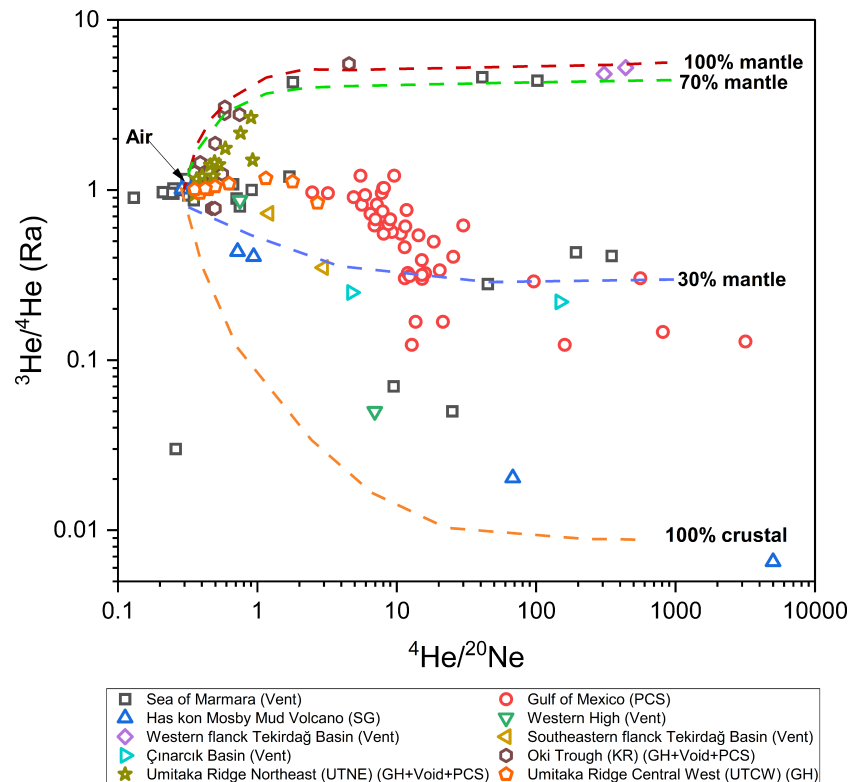 10
100% mantle
70% mantle
Air
1
³He/⁴He (Ra)
30% mantle
0.1
0.01
100% crustal
0.1 1 10 100 1000 10000
⁴He/²⁰Ne
Sea of Marmara (Vent) Gulf of Mexico (PCS)
Has kon Mosby Mud Volcano (SG) Western High (Vent)
Western flanck Tekirdağ Basin (Vent) Southeastern flanck Tekirdağ Basin (Vent)
Çınarcık Basin (Vent) Oki Trough (KR) (GH+Void+PCS)
Umitaka Ridge Northeast (UTNE) (GH+Void+PCS) Umitaka Ridge Central West (UTCW) (GH)